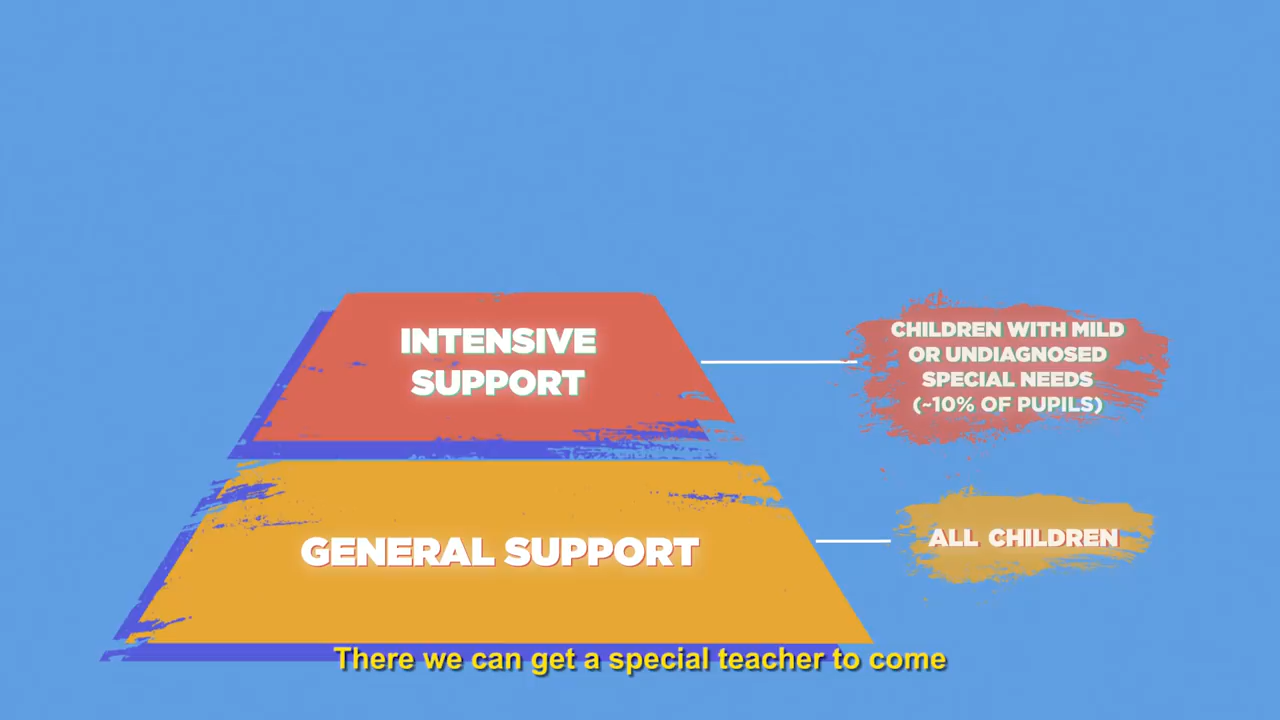 INTENSIVE
SUPPORT
CHILDREN WITH MILD
OR UNDIAGNOSED
SPECIAL NEEDS
(~10% OF PUPILS)
GENERAL SUPPORT
ALL CHILDREN
There we can get a special teacher to come